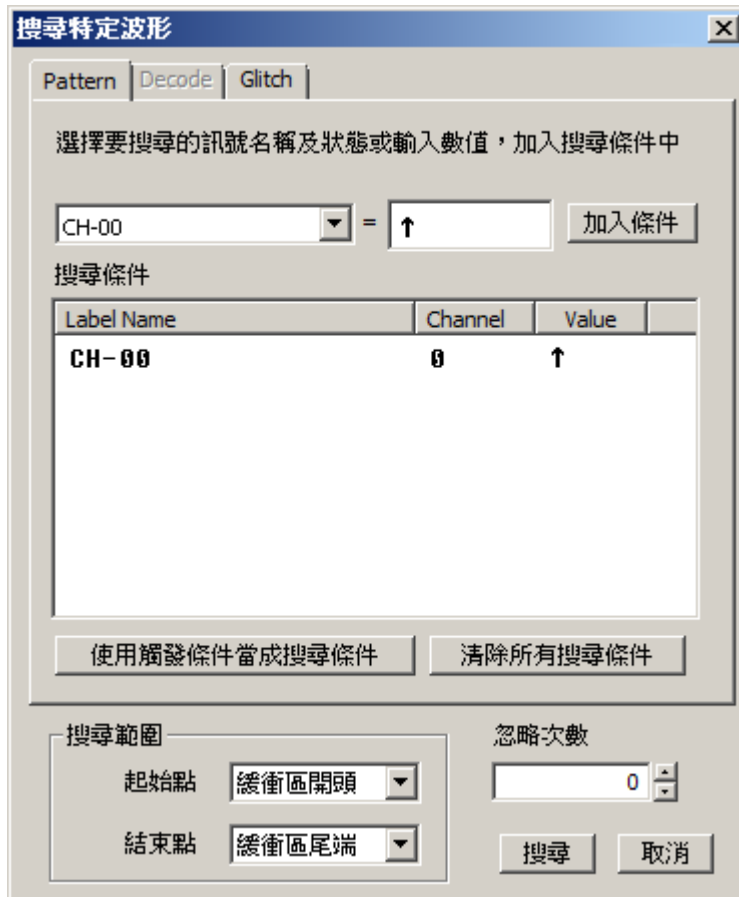 搜尋特定波形
Pattern Decode Glitch
選擇要搜尋的訊號名稱及狀態或輸入數值，加入搜尋條件中
CH-00 = ↑ 加入條件
搜尋條件
Label Name Channel Value
CH-00 0 ↑
使用觸發條件當成搜尋條件 清除所有搜尋條件
搜尋範圍 忽略次數
起始點 緩衝區開頭 0
結束點 緩衝區尾端 搜尋 取消